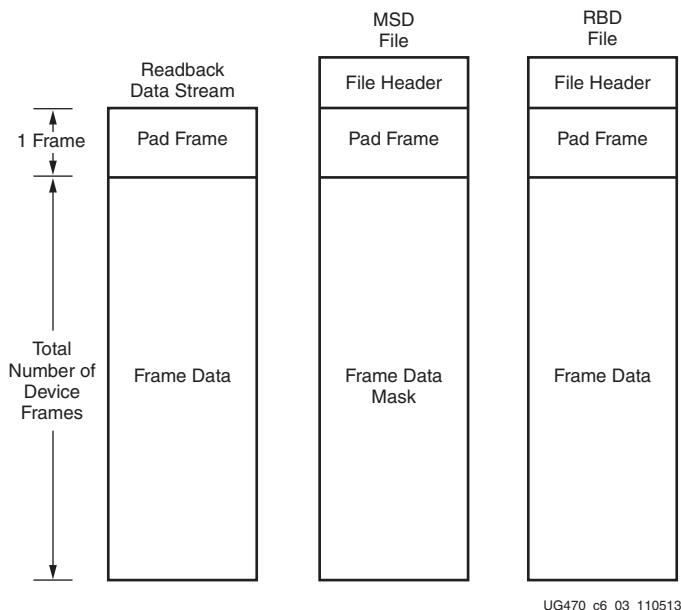 MSD
File
RBD
File
Readback
Data Stream
File Header
File Header
1 Frame
Pad Frame
Pad Frame
Pad Frame
Total
Number of
Device
Frames
Frame Data
Frame Data
Mask
Frame Data
UG470_c6_03_110513